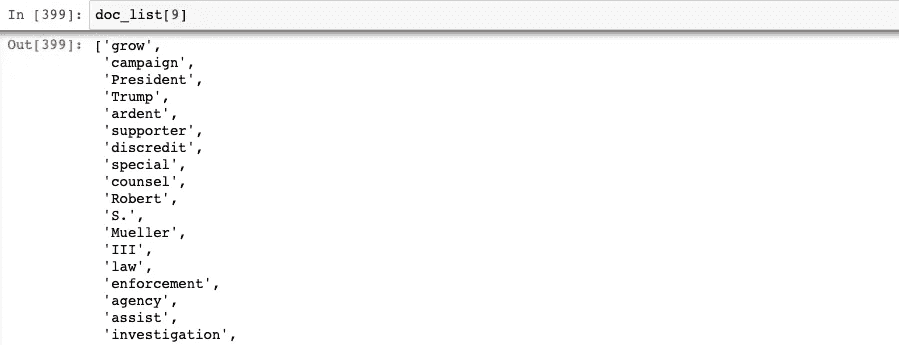 In [399]: doc_list[9]
Out[399]: ['grow',
'campaign',
'President',
'Trump',
'ardent',
'supporter',
'discredit',
'special',
'counsel',
'Robert',
'S.',
'Mueller',
'III',
'law',
'enforcement',
'agency',
'assist',
'investigation',